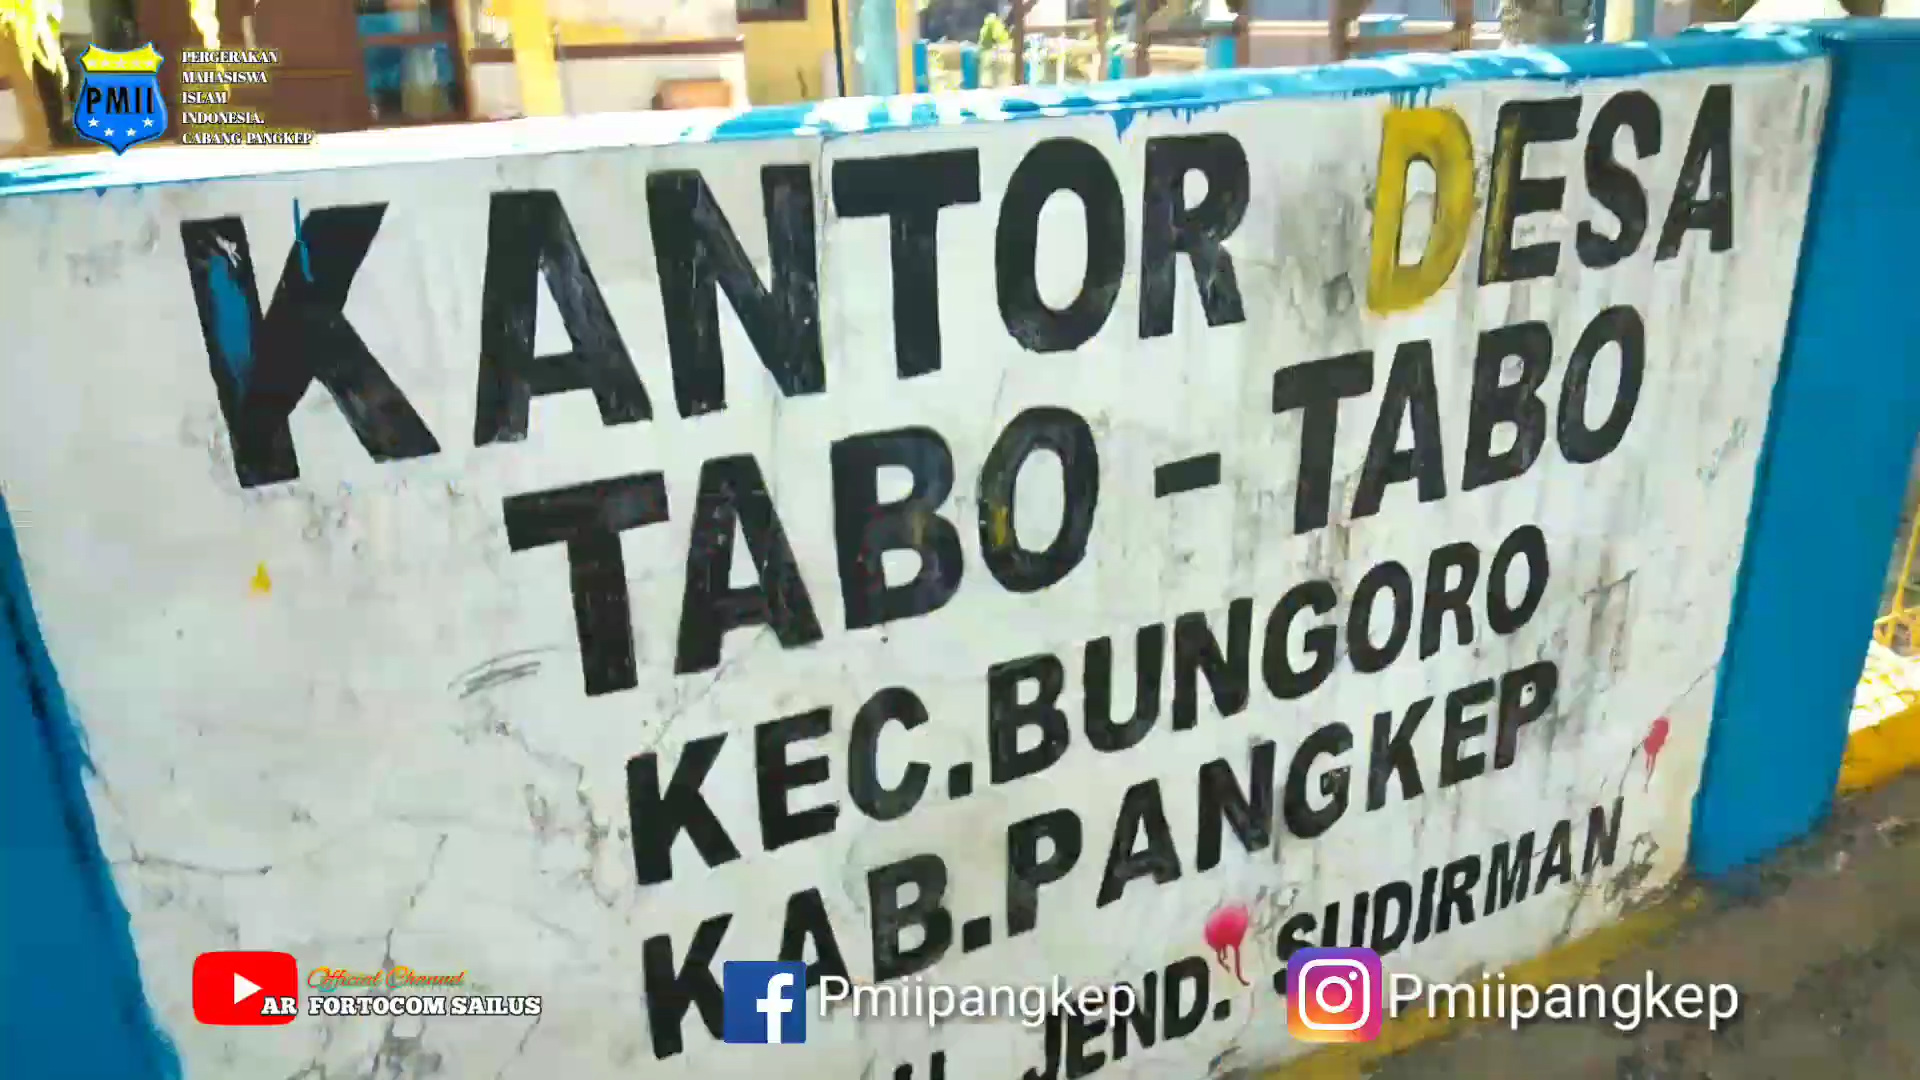 PMII
PERGERAKAN
MAHASISWA
ISLAM
INDONESIA.
CABANG PANGKEP
KANTOR DESA
TABO - TABO
KEC.BUNGORO
KAB.PANGKEP
JEND. SUDIRMAN
Official Channel
AR FORTOCOM SAILUS
Pmiipangkep
Pmiipangkep